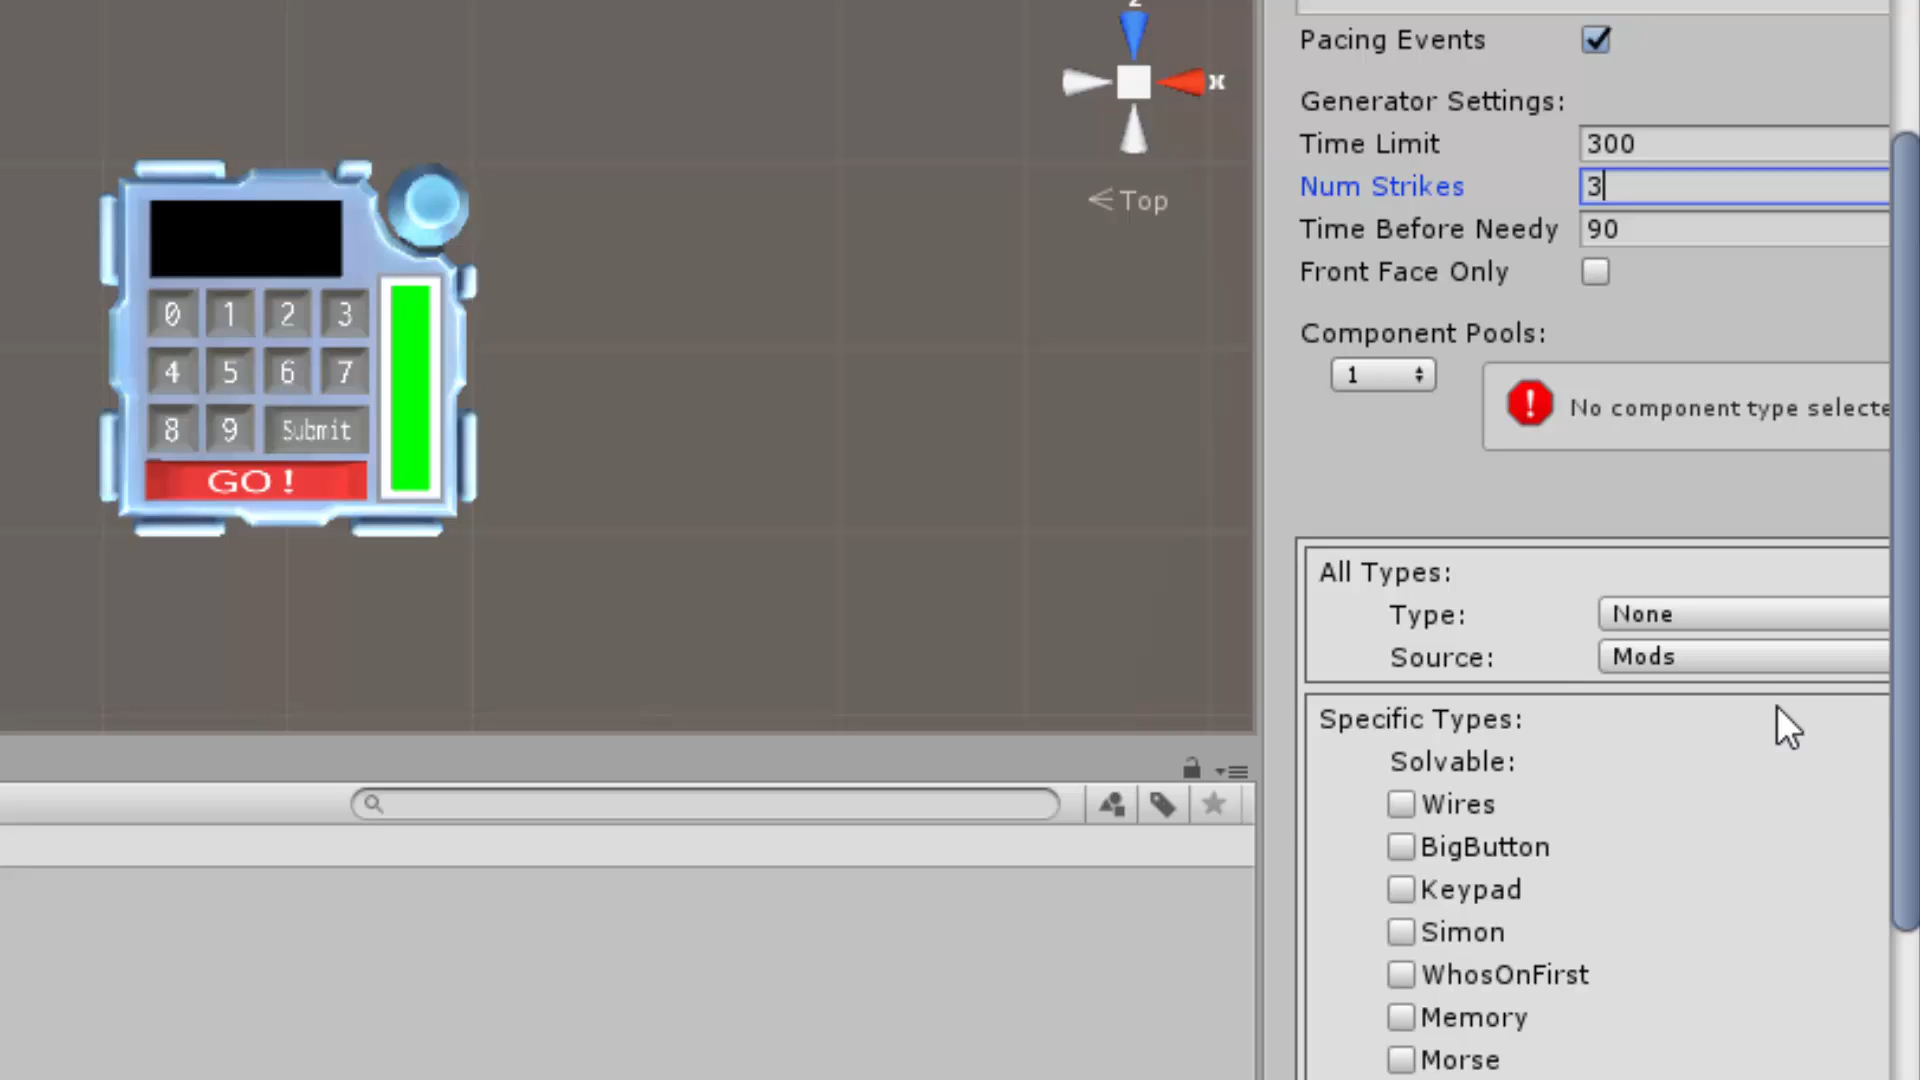 z
x
Top
0 1 2 3
4 5 6 7
8 9 Submit
GO !
Pacing Events
Generator Settings:
Time Limit 300
Num Strikes 3
Time Before Needy 90
Front Face Only
Component Pools:
1
No component type selecte
All Types:
Type: None
Source: Mods
Specific Types:
Solvable:
Wires
BigButton
Keypad
Simon
WhosOnFirst
Memory
Morse